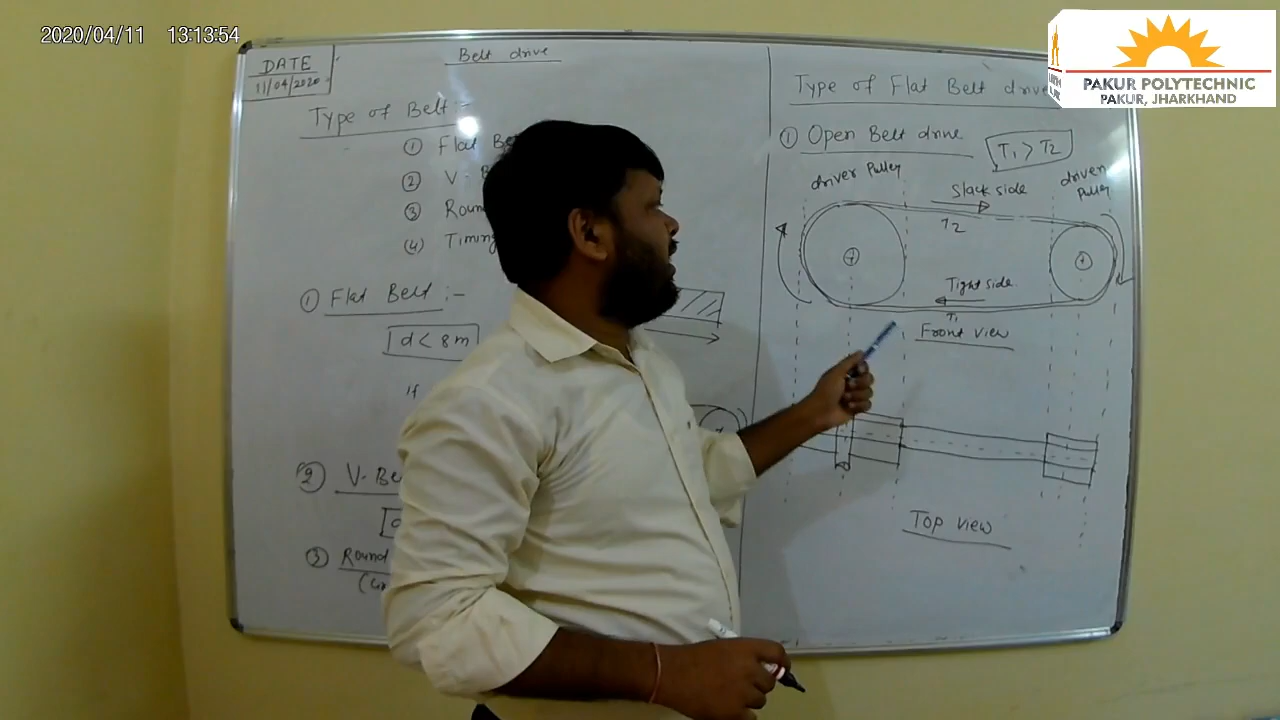 2020/04/11 13:13:54
PAKUR POLYTECHNIC
PAKUR, JHARKHAND
DATE
11/04/2020
Belt drive
Type of Belt :-
① Flat Be
② V-B
③ Roun
(4) Timing
① Flat Belt :-
d < 8 m
if
② V-Be
③ Round
Type of Flat Belt drive
① Open Belt drive
T₁ > T₂
driver Pulley
Slack side
driven
Pulley
T₂
Tight side
T₁
Front view
Top view